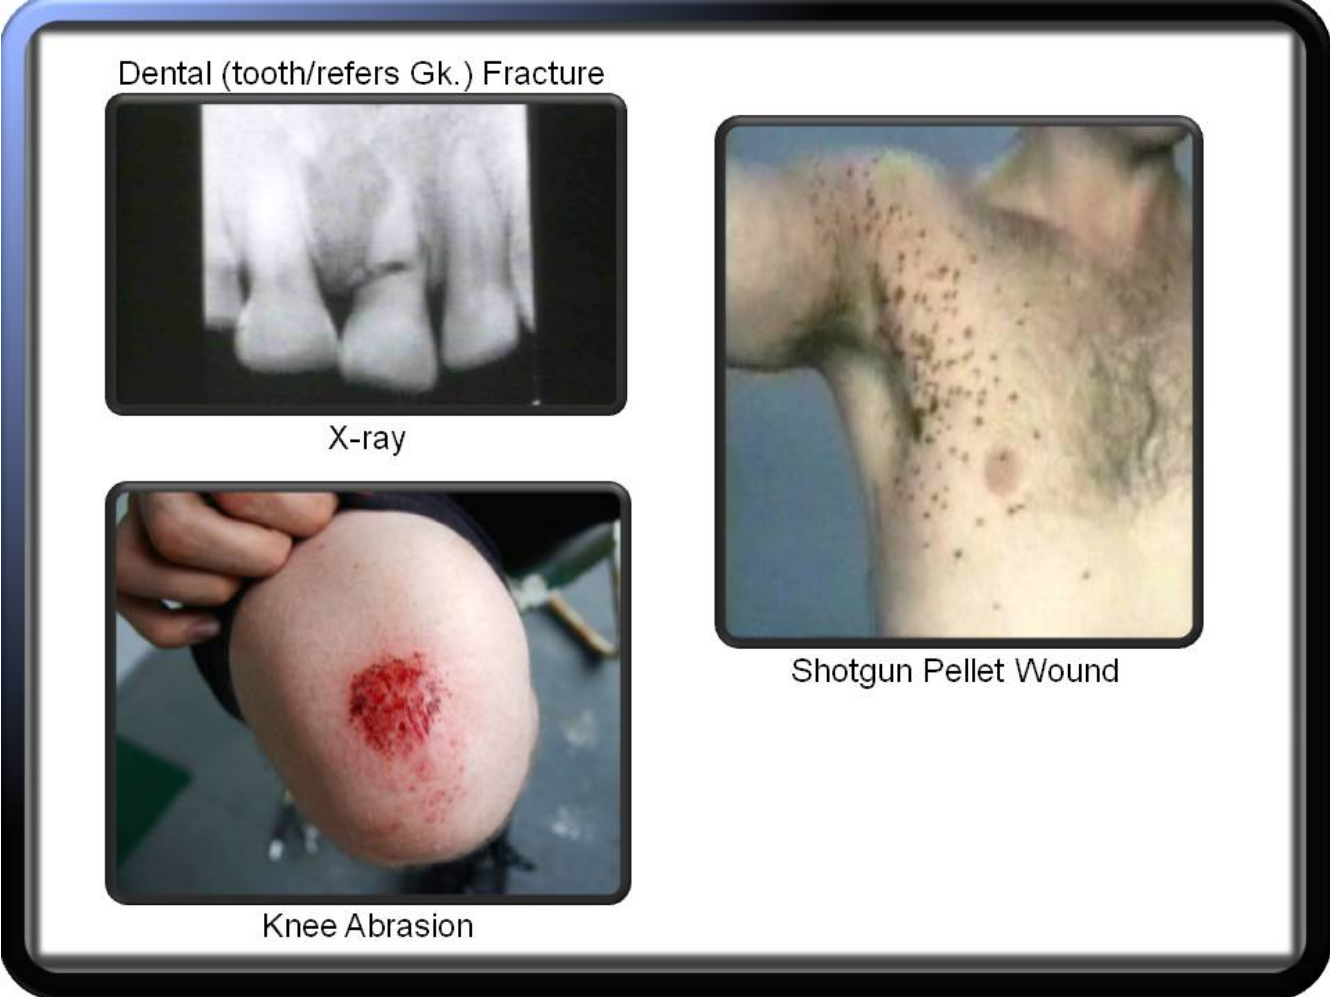 Dental (tooth/refers Gk.) Fracture
X-ray
Knee Abrasion
Shotgun Pellet Wound